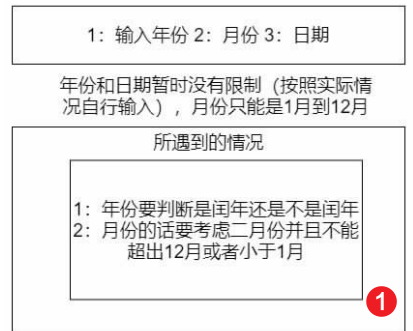 1：输入年份 2：月份 3：日期
年份和日期暂时没有限制（按照实际情
况自行输入），月份只能是1月到12月
所遇到的情况
1：年份要判断是闰年还是不是闰年
2：月份的话要考虑二月份并且不能
超出12月或者小于1月
1